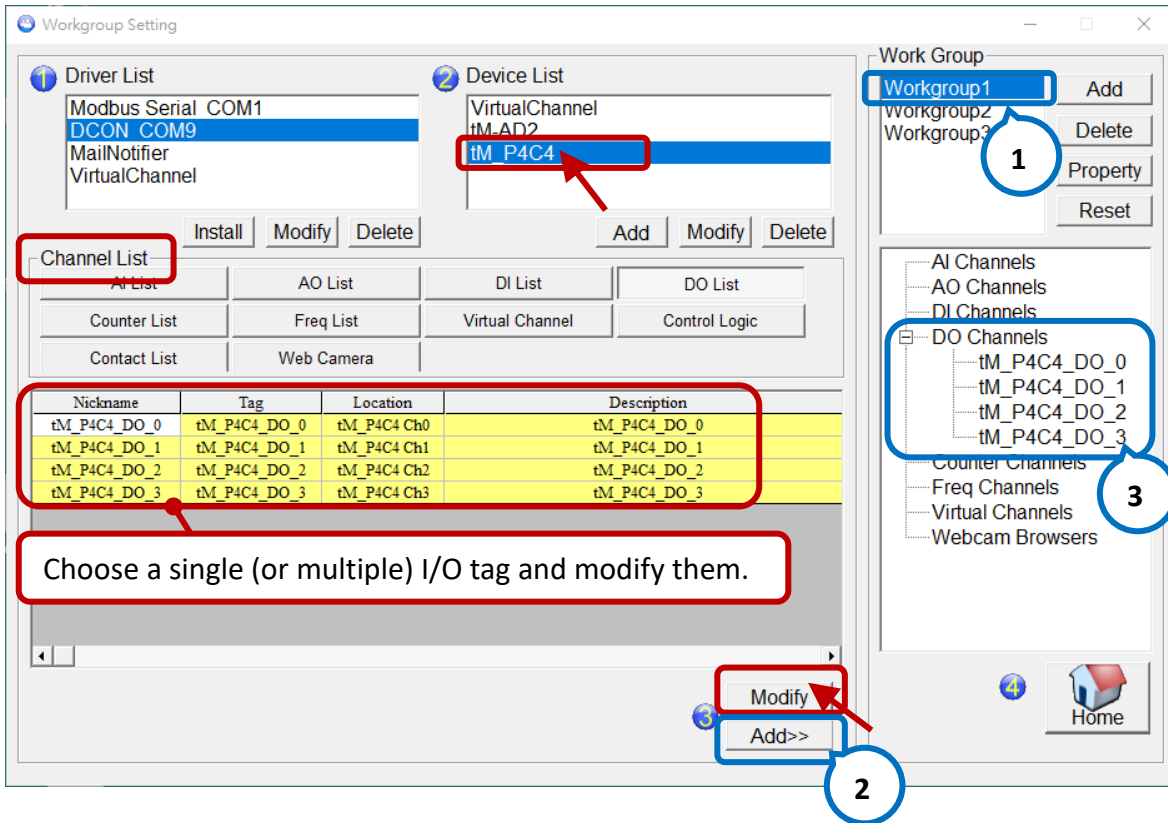 Workgroup Setting
1 Driver List
Modbus Serial COM1
DCON COM9
MailNotifier
VirtualChannel
Install Modify Delete
2 Device List
VirtualChannel
tM-AD2
tM_P4C4
Add Modify Delete
Channel List
AI List AO List DI List DO List
Counter List Freq List Virtual Channel Control Logic
Contact List Web Camera
Nickname Tag Location Description
tM_P4C4_DO_0 tM_P4C4_DO_0 tM_P4C4 Ch0 tM_P4C4_DO_0
tM_P4C4_DO_1 tM_P4C4_DO_1 tM_P4C4 Ch1 tM_P4C4_DO_1
tM_P4C4_DO_2 tM_P4C4_DO_2 tM_P4C4 Ch2 tM_P4C4_DO_2
tM_P4C4_DO_3 tM_P4C4_DO_3 tM_P4C4 Ch3 tM_P4C4_DO_3
Choose a single (or multiple) I/O tag and modify them.
Modify
3
Add>>
2
Work Group
Workgroup1
Workgroup2
Workgroup3
1
Add
Delete
Property
Reset
AI Channels
AO Channels
DI Channels
DO Channels
tM_P4C4_DO_0
tM_P4C4_DO_1
tM_P4C4_DO_2
tM_P4C4_DO_3
Counter Channels
Freq Channels
Virtual Channels
Webcam Browsers
3
4
Home